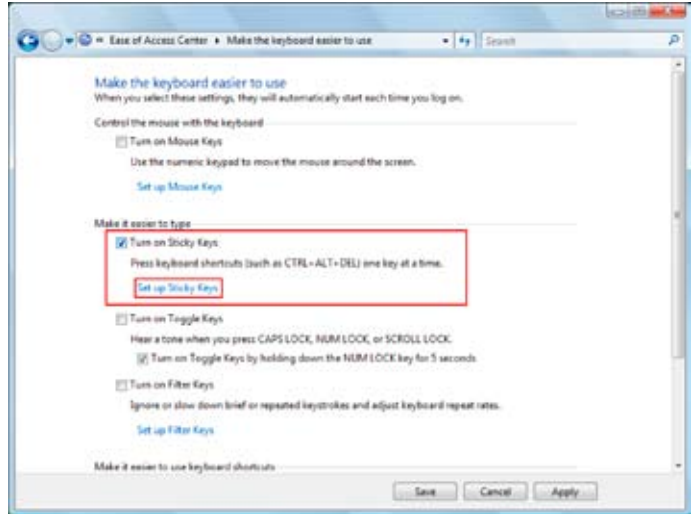 Ease of Access Center ▸ Make the keyboard easier to use
Search
Make the keyboard easier to use
When you select these settings, they will automatically start each time you log on.
Control the mouse with the keyboard
Turn on Mouse Keys
Use the numeric keypad to move the mouse around the screen.
Set up Mouse Keys
Make it easier to type
Turn on Sticky Keys
Press keyboard shortcuts (such as CTRL+ALT+DEL) one key at a time.
Set up Sticky Keys
Turn on Toggle Keys
Hear a tone when you press CAPS LOCK, NUM LOCK, or SCROLL LOCK.
Turn on Toggle Keys by holding down the NUM LOCK key for 5 seconds
Turn on Filter Keys
Ignore or slow down brief or repeated keystrokes and adjust keyboard repeat rates.
Set up Filter Keys
Make it easier to use keyboard shortcuts
Save Cancel Apply